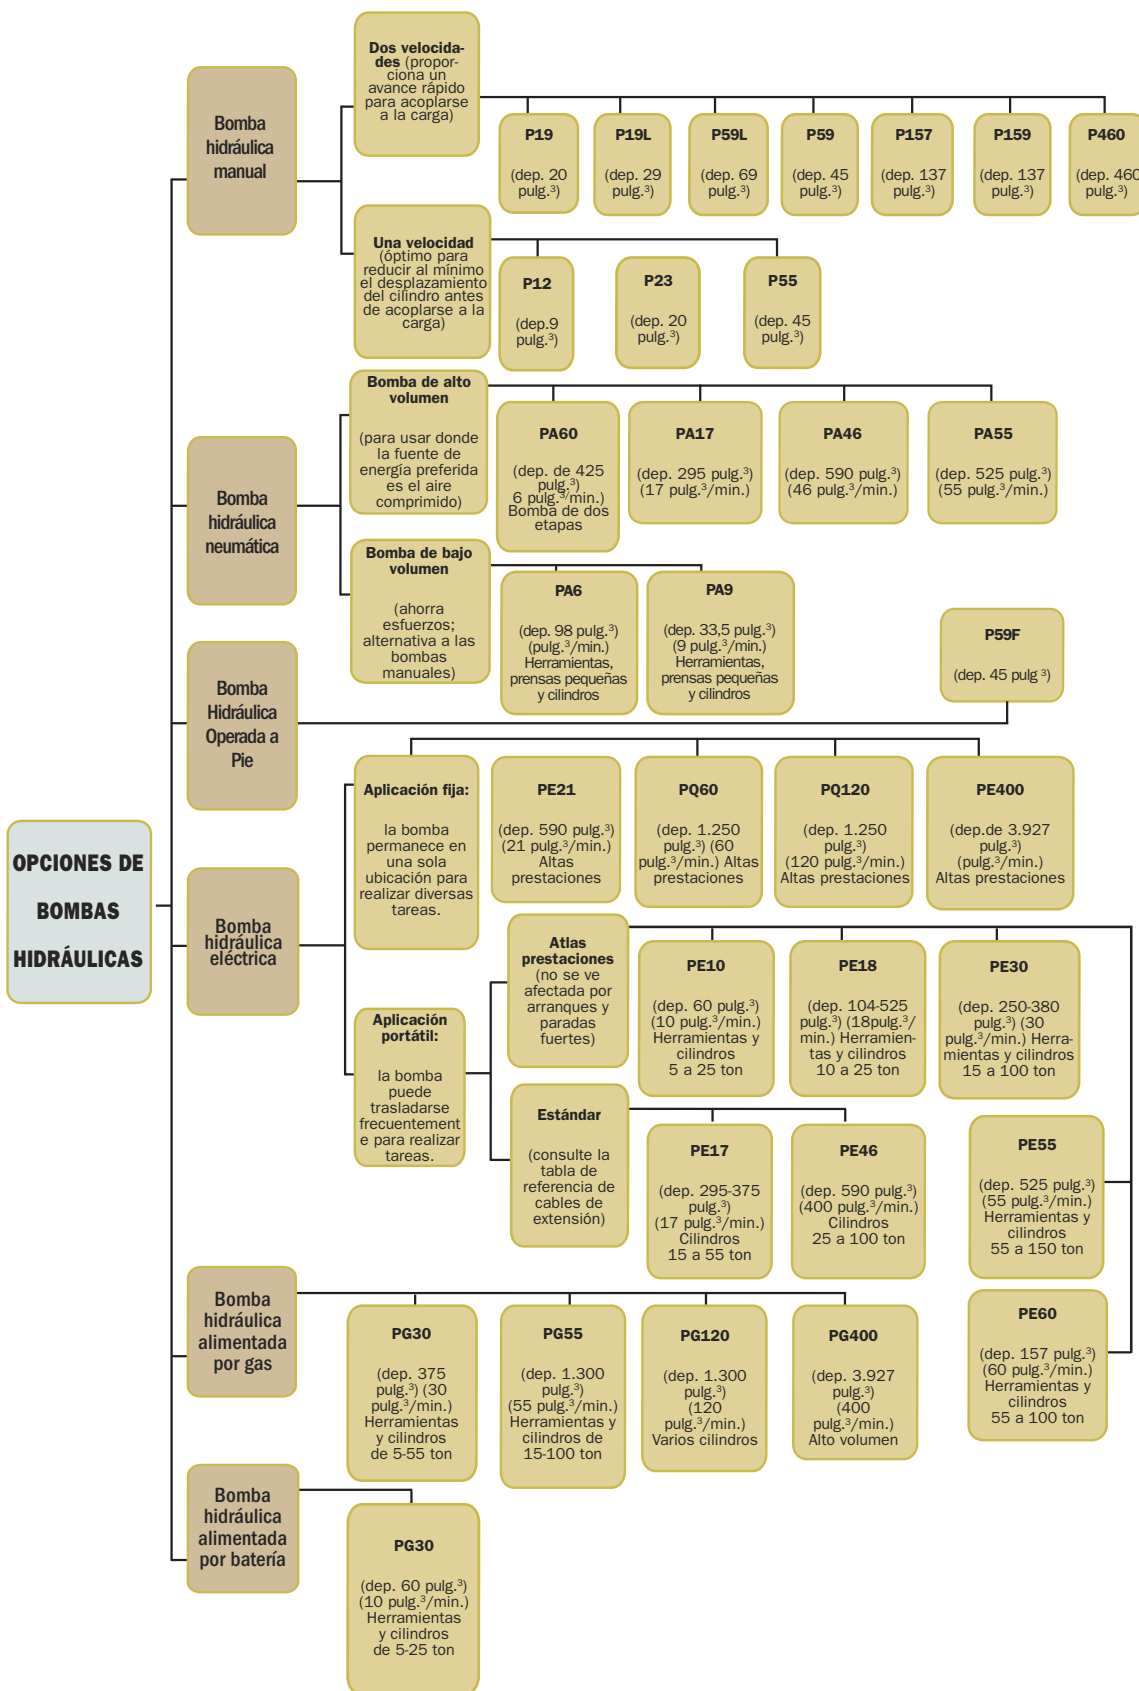 OPCIONES DE
BOMBAS
HIDRÁULICAS
Bomba
hidráulica
manual
Dos velocida-
des (propor-
ciona un
avance rápido
para acoplarse
a la carga)
P19
(dep. 20
pulg.³)
P19L
(dep. 29
pulg.³)
P59L
(dep. 69
pulg.³)
P59
(dep. 45
pulg.³)
P157
(dep. 137
pulg.³)
P159
(dep. 137
pulg.³)
P460
(dep. 460
pulg.³)
Una velocidad
(óptimo para
reducir al mínimo
el desplazamiento
del cilindro antes
de acoplarse a la
carga)
P12
(dep.9
pulg.³)
P23
(dep. 20
pulg.³)
P55
(dep. 45
pulg.³)
Bomba
hidráulica
neumática
Bomba de alto
volumen
(para usar donde
la fuente de
energía preferida
es el aire
comprimido)
PA60
(dep. de 425
pulg.³)
6 pulg.³/min.)
Bomba de dos
etapas
PA17
(dep. 295 pulg.³)
(17 pulg.³/min.)
PA46
(dep. 590 pulg.³)
(46 pulg.³/min.)
PA55
(dep. 525 pulg.³)
(55 pulg.³/min.)
Bomba de bajo
volumen
(ahorra
esfuerzos;
alternativa a las
bombas
manuales)
PA6
(dep. 98 pulg.³)
(pulg.³/min.)
Herramientas,
prensas pequeñas
y cilindros
PA9
(dep. 33,5 pulg.³)
(9 pulg.³/min.)
Herramientas,
prensas pequeñas
y cilindros
Bomba
Hidráulica
Operada a
Pie
P59F
(dep. 45 pulg ³)
Bomba
hidráulica
eléctrica
Aplicación fija:
la bomba
permanece en
una sola
ubicación para
realizar diversas
tareas.
PE21
(dep. 590 pulg.³)
(21 pulg.³/min.)
Altas
prestaciones
PQ60
(dep. 1.250
pulg.³) (60
pulg.³/min.) Altas
prestaciones
PQ120
(dep. 1.250
pulg.³)
(120 pulg.³/min.)
Altas prestaciones
PE400
(dep.de 3.927
pulg.³)
(pulg.³/min.)
Altas prestaciones
Aplicación
portátil:
la bomba
puede
trasladarse
frecuentement
e para realizar
tareas.
Atlas
prestaciones
(no se ve
afectada por
arranques y
paradas
fuertes)
PE10
(dep. 60 pulg.³)
(10 pulg.³/min.)
Herramientas y
cilindros
5 a 25 ton
PE18
(dep. 104-525
pulg.³) (18pulg.³/
min.) Herramien-
tas y cilindros
10 a 25 ton
PE30
(dep. 250-380
pulg.³) (30
pulg.³/min.) Herra-
mientas y cilindros
15 a 100 ton
Estándar
(consulte la
tabla de
referencia de
cables de
extensión)
PE17
(dep. 295-375
pulg.³)
(17 pulg.³/min.)
Cilindros
15 a 55 ton
PE46
(dep. 590 pulg.³)
(400 pulg.³/min.)
Cilindros
25 a 100 ton
PE55
(dep. 525 pulg.³)
(55 pulg.³/min.)
Herramientas y
cilindros
55 a 150 ton
PE60
(dep. 157 pulg.³)
(60 pulg.³/min.)
Herramientas y
cilindros
55 a 100 ton
Bomba
hidráulica
alimentada
por gas
PG30
(dep. 375
pulg.³) (30
pulg.³/min.)
Herramientas
y cilindros
de 5-55 ton
PG55
(dep. 1.300
pulg.³)
(55 pulg.³/min.)
Herramientas y
cilindros de
15-100 ton
PG120
(dep. 1.300
pulg.³)
(120
pulg.³/min.)
Varios cilindros
PG400
(dep. 3.927
pulg.³)
(400
pulg.³/min.)
Alto volumen
Bomba
hidráulica
alimentada
por batería
PG30
(dep. 60 pulg.³)
(10 pulg.³/min.)
Herramientas
y cilindros
de 5-25 ton